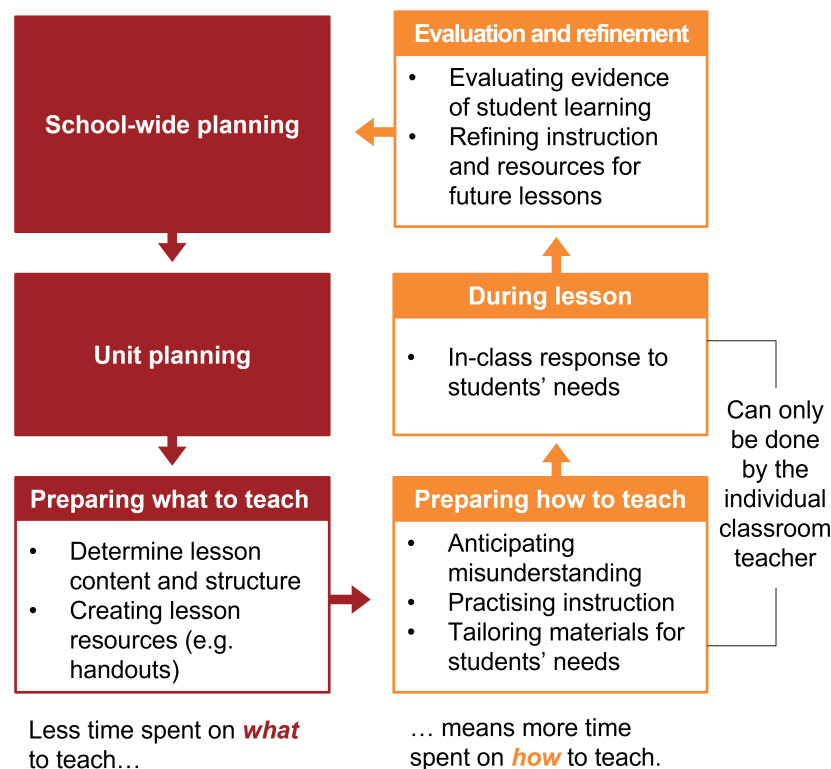 School-wide planning
Unit planning
Preparing what to teach
• Determine lesson
content and structure
• Creating lesson
resources (e.g.
handouts)
Less time spent on what
to teach…
Evaluation and refinement
• Evaluating evidence
of student learning
• Refining instruction
and resources for
future lessons
During lesson
• In-class response to
students’ needs
Preparing how to teach
• Anticipating
misunderstanding
• Practising instruction
• Tailoring materials for
students’ needs
… means more time
spent on how to teach.
Can only
be done
by the
individual
classroom
teacher